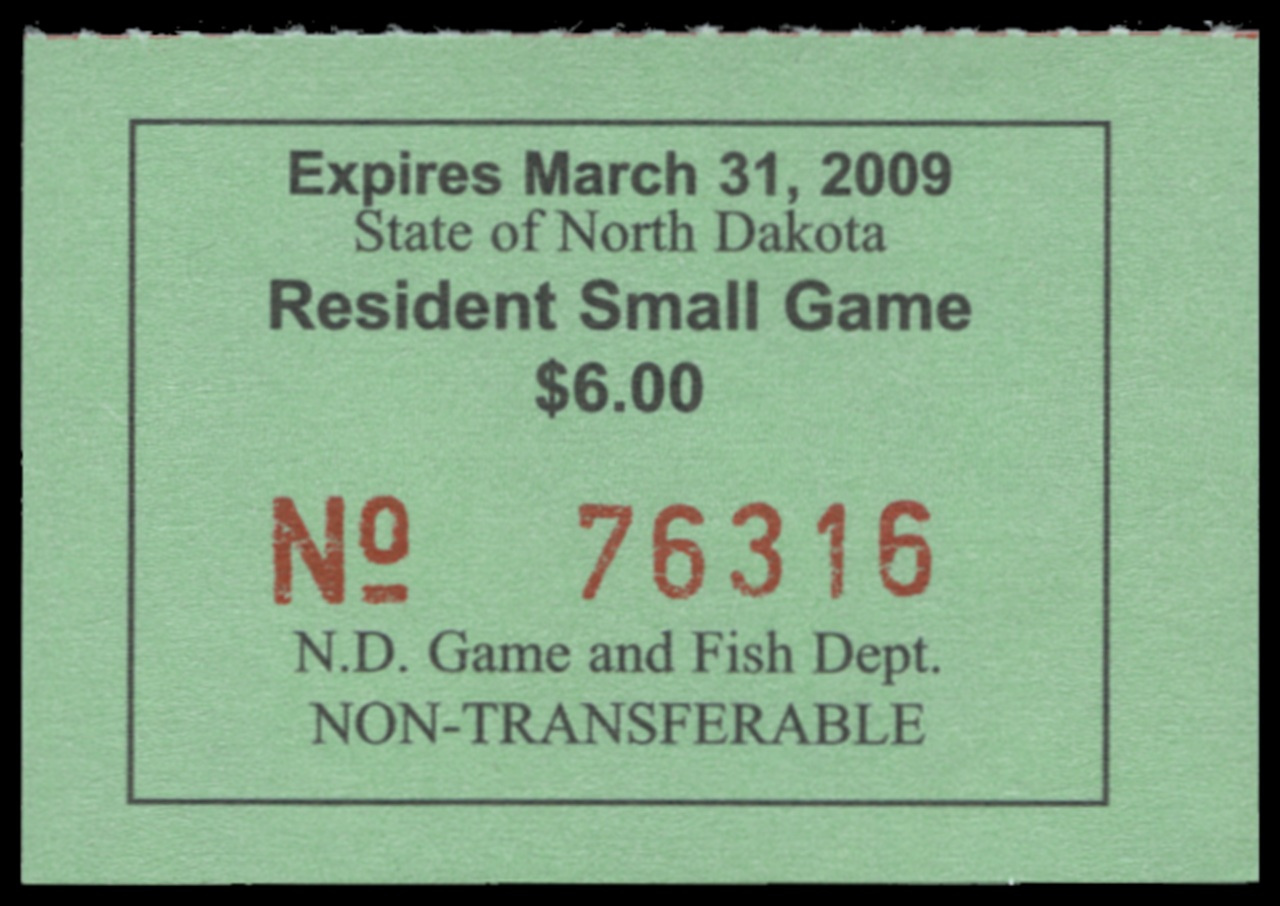 Expires March 31, 2009
State of North Dakota
Resident Small Game
$6.00
Nº 76316
N.D. Game and Fish Dept.
NON-TRANSFERABLE